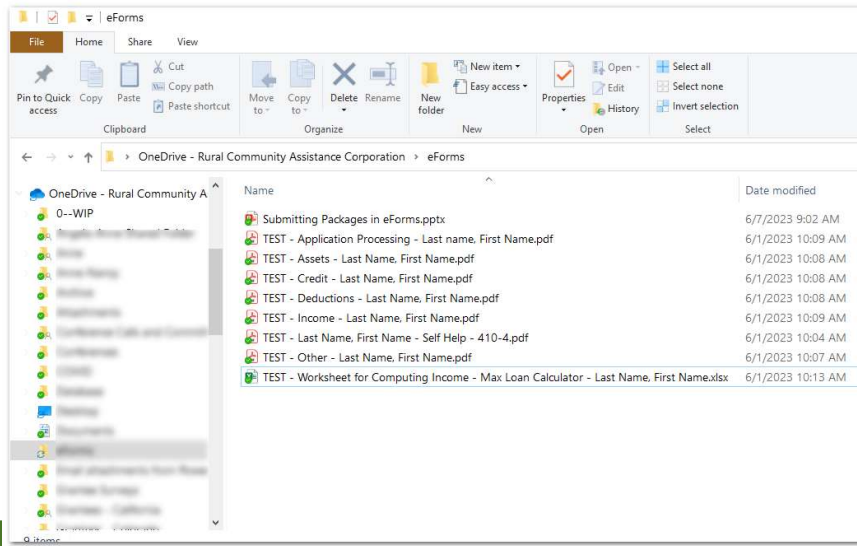 eForms
File Home Share View
Pin to Quick access
Copy
Paste
Cut
Copy path
Paste shortcut
Move to
Copy to
Delete
Rename
New folder
New item
Easy access
Properties
Open
Edit
History
Select all
Select none
Invert selection
Clipboard Organize New Open Select
OneDrive - Rural Community Assistance Corporation > eForms
OneDrive - Rural Community A
0--WIP
Name Date modified
Submitting Packages in eForms.pptx 6/7/2023 9:02 AM
TEST - Application Processing - Last name, First Name.pdf 6/1/2023 10:09 AM
TEST - Assets - Last Name, First Name.pdf 6/1/2023 10:08 AM
TEST - Credit - Last Name, First Name.pdf 6/1/2023 10:08 AM
TEST - Deductions - Last Name, First Name.pdf 6/1/2023 10:08 AM
TEST - Income - Last Name, First Name.pdf 6/1/2023 10:09 AM
TEST - Last Name, First Name - Self Help - 410-4.pdf 6/1/2023 10:04 AM
TEST - Other - Last Name, First Name.pdf 6/1/2023 10:07 AM
TEST - Worksheet for Computing Income - Max Loan Calculator - Last Name, First Name.xlsx 6/1/2023 10:13 AM
9 items